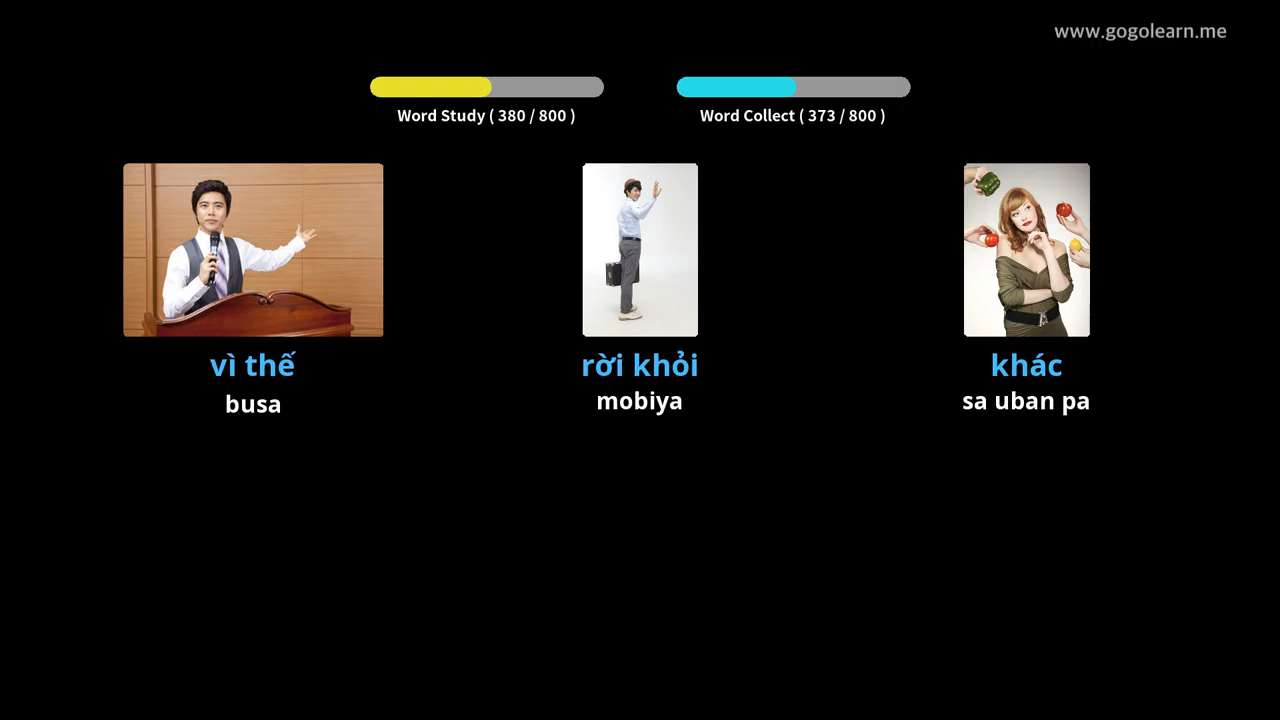 www.gogolearn.me
Word Study ( 380 / 800 )
Word Collect ( 373 / 800 )
vì thế
busa
rời khỏi
mobiya
khác
sa uban pa